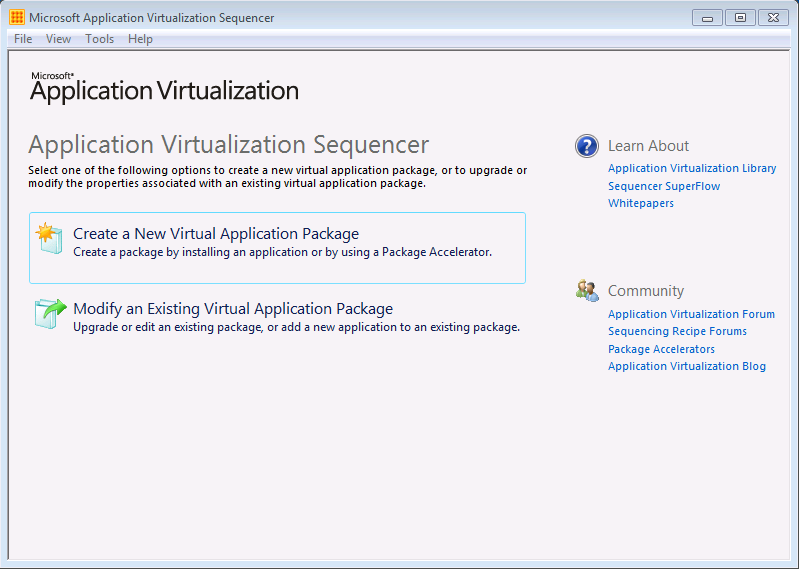 Microsoft Application Virtualization Sequencer
File View Tools Help
Microsoft®
Application Virtualization
Application Virtualization Sequencer
Select one of the following options to create a new virtual application package, or to upgrade or
modify the properties associated with an existing virtual application package.
Create a New Virtual Application Package
Create a package by installing an application or by using a Package Accelerator.
Modify an Existing Virtual Application Package
Upgrade or edit an existing package, or add a new application to an existing package.
Learn About
Application Virtualization Library
Sequencer SuperFlow
Whitepapers
Community
Application Virtualization Forum
Sequencing Recipe Forums
Package Accelerators
Application Virtualization Blog